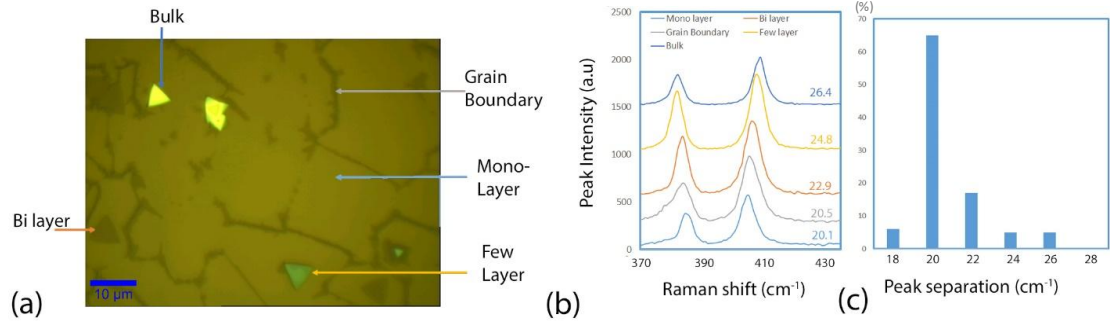 Bulk
Grain
Boundary
Mono-
Layer
Bi layer
Few
Layer
10 µm
(a)
2500
2000
1500
1000
500
0
Peak Intensity (a.u)
Mono layer
Bi layer
Grain Boundary
Few layer
Bulk
26.4
24.8
22.9
20.5
20.1
370
390
410
430
Raman shift (cm-1)
(b)
(%)
70
60
50
40
30
20
10
0
18
20
22
24
26
28
Peak separation (cm-1)
(c)